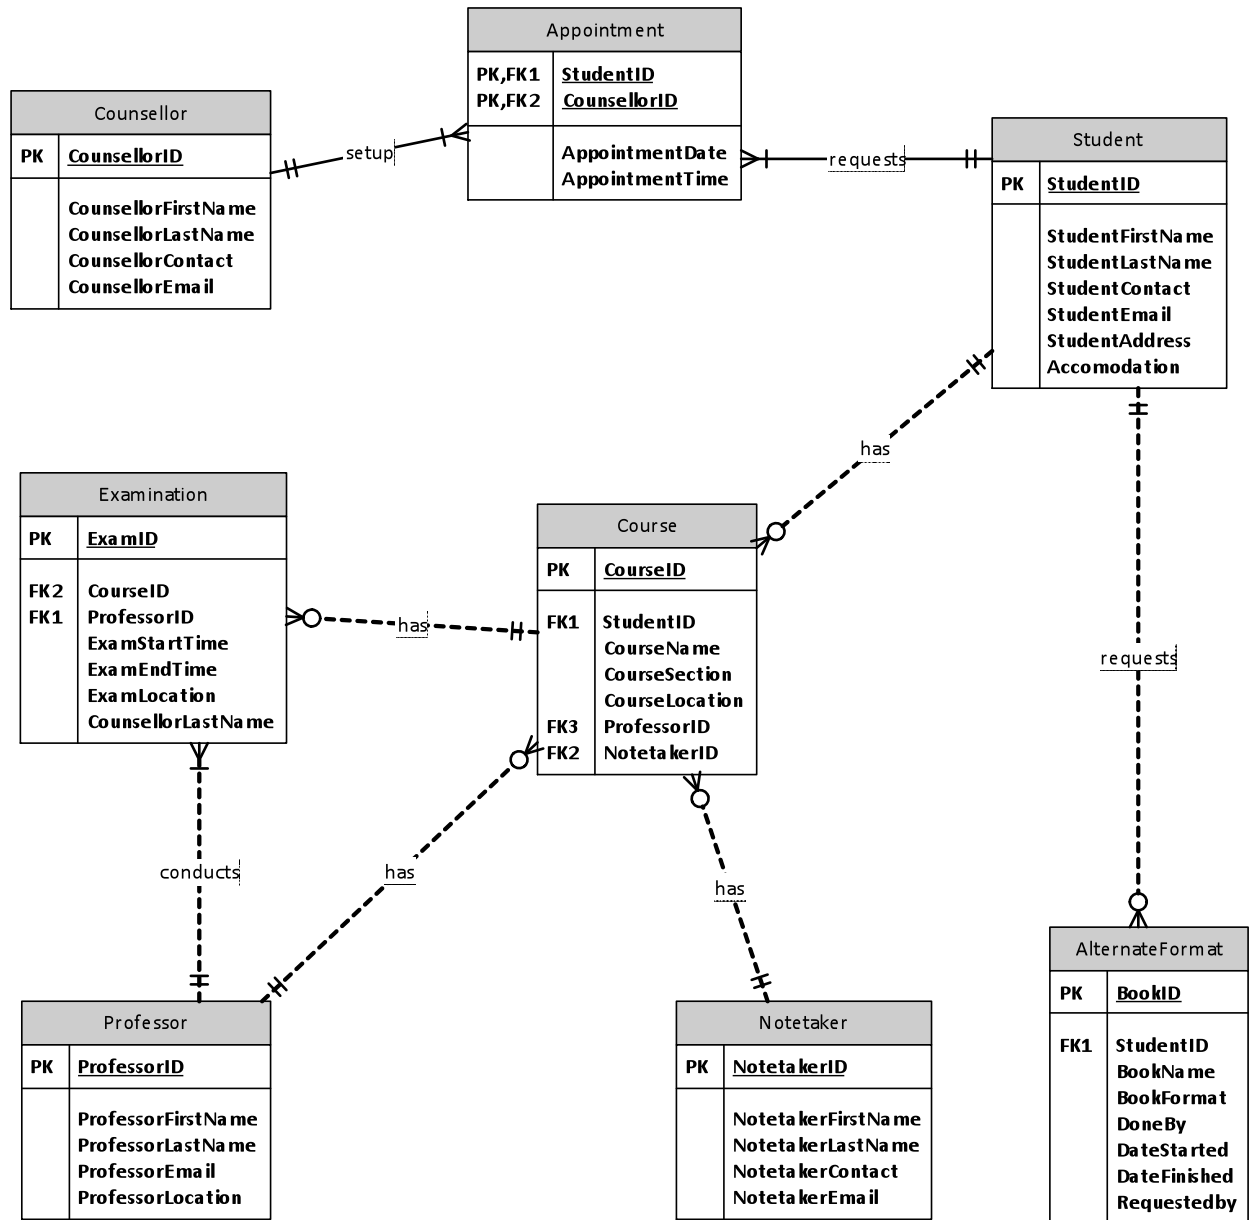 Appointment
PK,FK1 StudentID
PK,FK2 CounsellorID
AppointmentDate
AppointmentTime
Counsellor
PK CounsellorID
CounsellorFirstName
CounsellorLastName
CounsellorContact
CounsellorEmail
setup
requests
Student
PK StudentID
StudentFirstName
StudentLastName
StudentContact
StudentEmail
StudentAddress
Accomodation
has
Examination
PK ExamID
FK2 CourseID
FK1 ProfessorID
ExamStartTime
ExamEndTime
ExamLocation
CounsellorLastName
has
Course
PK CourseID
FK1 StudentID
CourseName
CourseSection
CourseLocation
FK3 ProfessorID
FK2 NotetakerID
requests
conducts
has
has
Professor
PK ProfessorID
ProfessorFirstName
ProfessorLastName
ProfessorEmail
ProfessorLocation
Notetaker
PK NotetakerID
NotetakerFirstName
NotetakerLastName
NotetakerContact
NotetakerEmail
AlternateFormat
PK BookID
FK1 StudentID
BookName
BookFormat
DoneBy
DateStarted
DateFinished
Requestedby